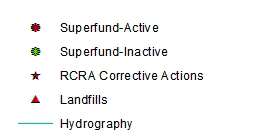 Superfund-Active
Superfund-Inactive
RCRA Corrective Actions
Landfills
Hydrography